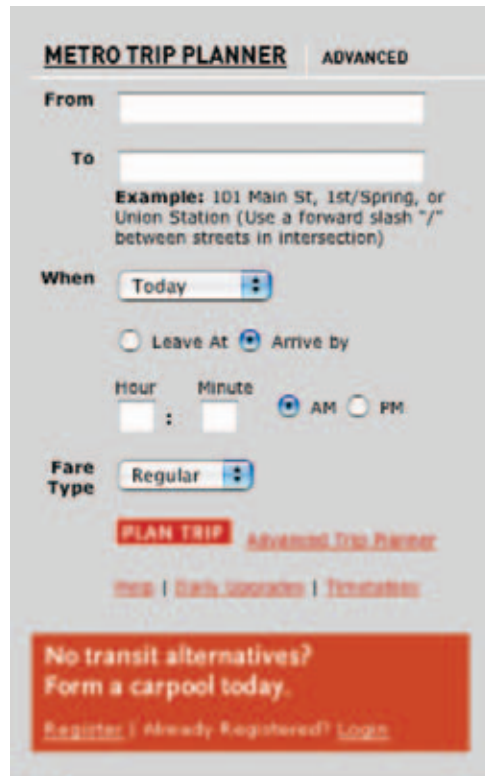 METRO TRIP PLANNER ADVANCED
From
To
Example: 101 Main St, 1st/Spring, or
Union Station (Use a forward slash "/"
between streets in intersection)
When Today
Leave At Arrive by
Hour Minute
: AM PM
Fare
Type Regular
PLAN TRIP Advanced Trip Planner
Help | Daily Upgrades | Timetables
No transit alternatives?
Form a carpool today.
Register | Already Registered? Login